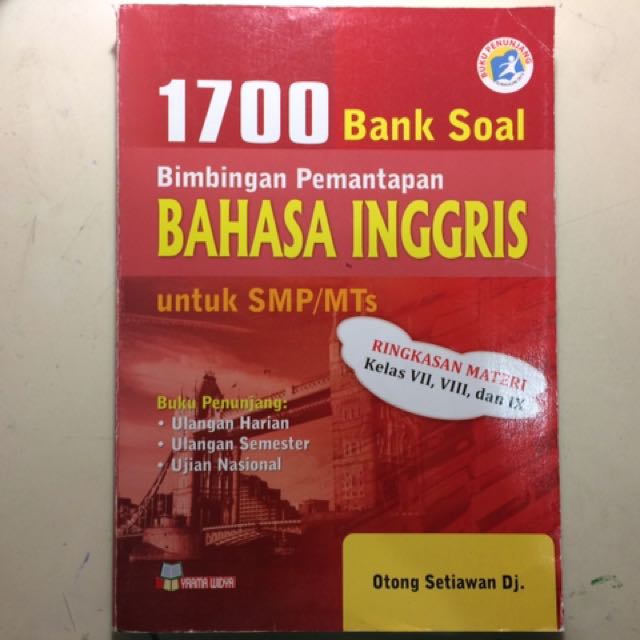 BUKU PENUNJANG
1700 Bank Soal
Bimbingan Pemantapan
BAHASA INGGRIS
untuk SMP/MTs
RINGKASAN MATERI
Kelas VII, VIII, dan IX
Buku Penunjang:
• Ulangan Harian
• Ulangan Semester
• Ujian Nasional
YRAMA WIDYA
Otong Setiawan Dj.